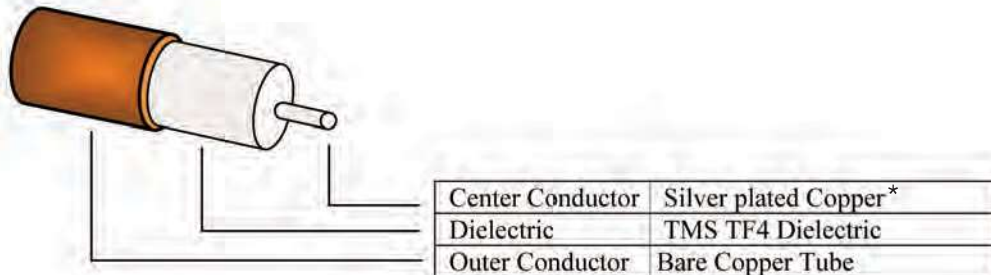 Center Conductor Silver plated Copper*
Dielectric TMS TF4 Dielectric
Outer Conductor Bare Copper Tube